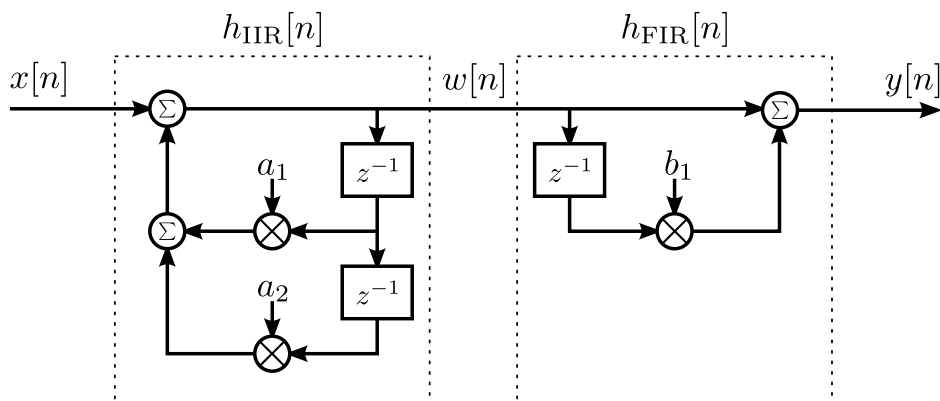 h_IIR[n] h_FIR[n]
x[n] w[n] y[n]
Σ Σ
a_1 z^{-1} z^{-1} b_1
Σ
a_2 z^{-1}